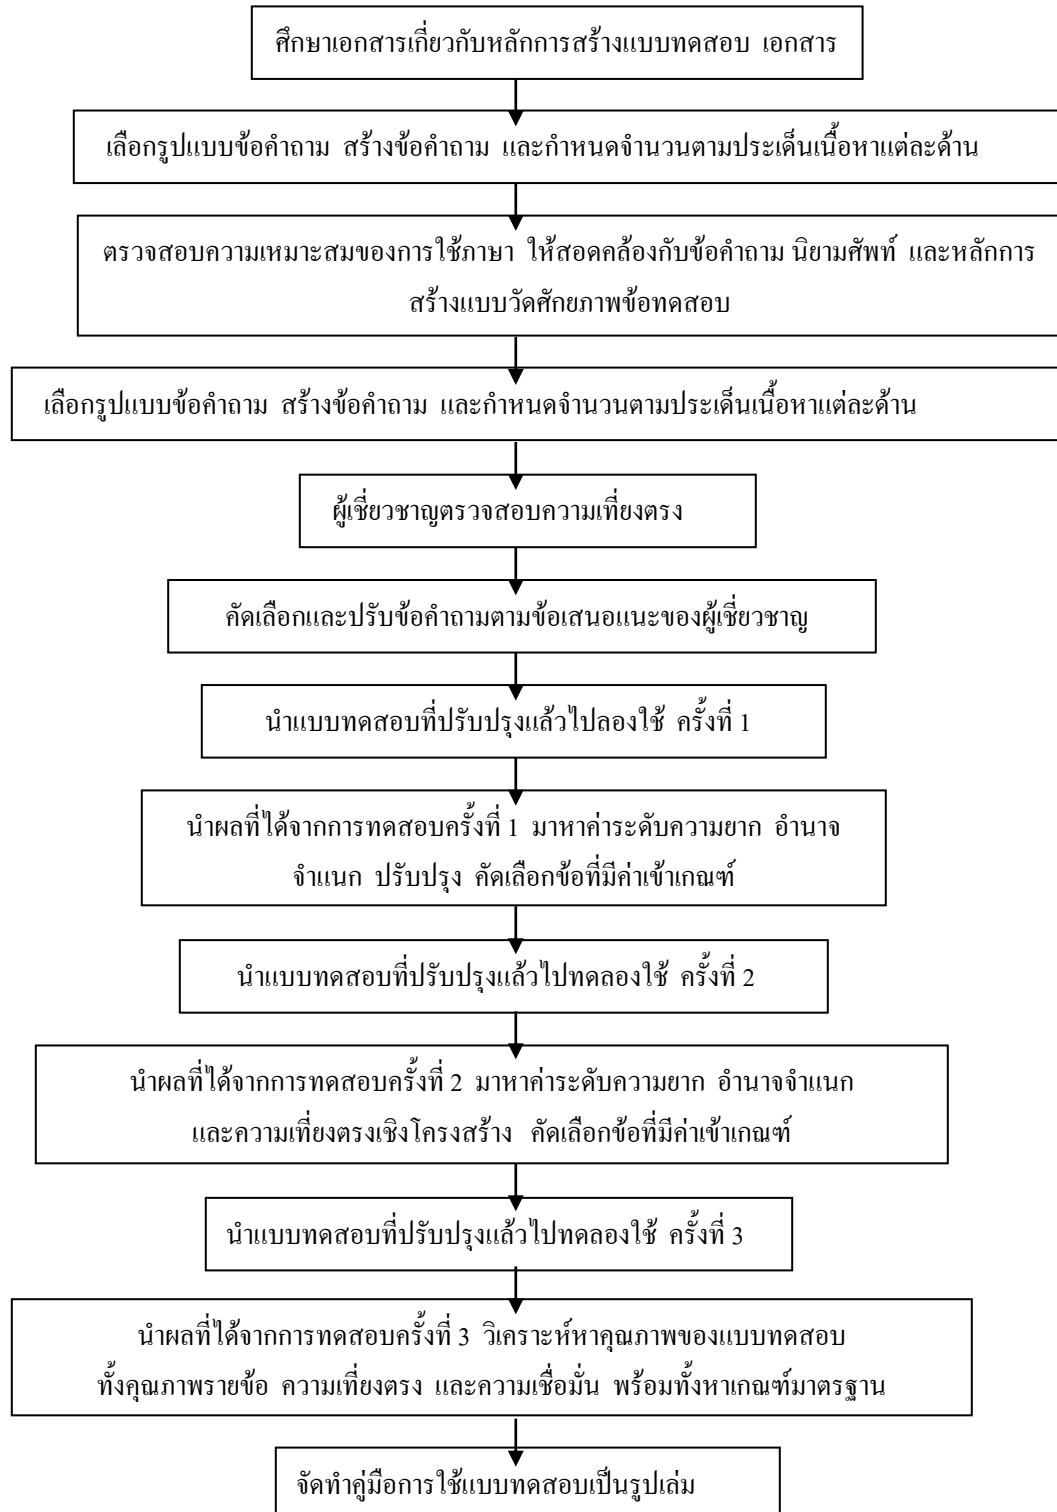 ศึกษาเอกสารเกี่ยวกับหลักการสร้างแบบทดสอบ เอกสาร
เลือกรูปแบบข้อคำถาม สร้างข้อคำถาม และกำหนดจำนวนตามประเด็นเนื้อหาแต่ละด้าน
ตรวจสอบความเหมาะสมของการใช้ภาษา ให้สอดคล้องกับข้อคำถาม นิยามศัพท์ และหลักการ
สร้างแบบวัดศักยภาพข้อทดสอบ
เลือกรูปแบบข้อคำถาม สร้างข้อคำถาม และกำหนดจำนวนตามประเด็นเนื้อหาแต่ละด้าน
ผู้เชี่ยวชาญตรวจสอบความเที่ยงตรง
คัดเลือกและปรับข้อคำถามตามข้อเสนอแนะของผู้เชี่ยวชาญ
นำแบบทดสอบที่ปรับปรุงแล้วไปลองใช้ ครั้งที่ 1
นำผลที่ได้จากการทดสอบครั้งที่ 1 มาหาค่าระดับความยาก อำนาจ
จำแนก ปรับปรุง คัดเลือกข้อที่มีค่าเข้าเกณฑ์
นำแบบทดสอบที่ปรับปรุงแล้วไปทดลองใช้ ครั้งที่ 2
นำผลที่ได้จากการทดสอบครั้งที่ 2 มาหาค่าระดับความยาก อำนาจจำแนก
และความเที่ยงตรงเชิงโครงสร้าง คัดเลือกข้อที่มีค่าเข้าเกณฑ์
นำแบบทดสอบที่ปรับปรุงแล้วไปทดลองใช้ ครั้งที่ 3
นำผลที่ได้จากการทดสอบครั้งที่ 3 วิเคราะห์หาคุณภาพของแบบทดสอบ
ทั้งคุณภาพรายข้อ ความเที่ยงตรง และความเชื่อมั่น พร้อมทั้งหาเกณฑ์มาตรฐาน
จัดทำคู่มือการใช้แบบทดสอบเป็นรูปเล่ม